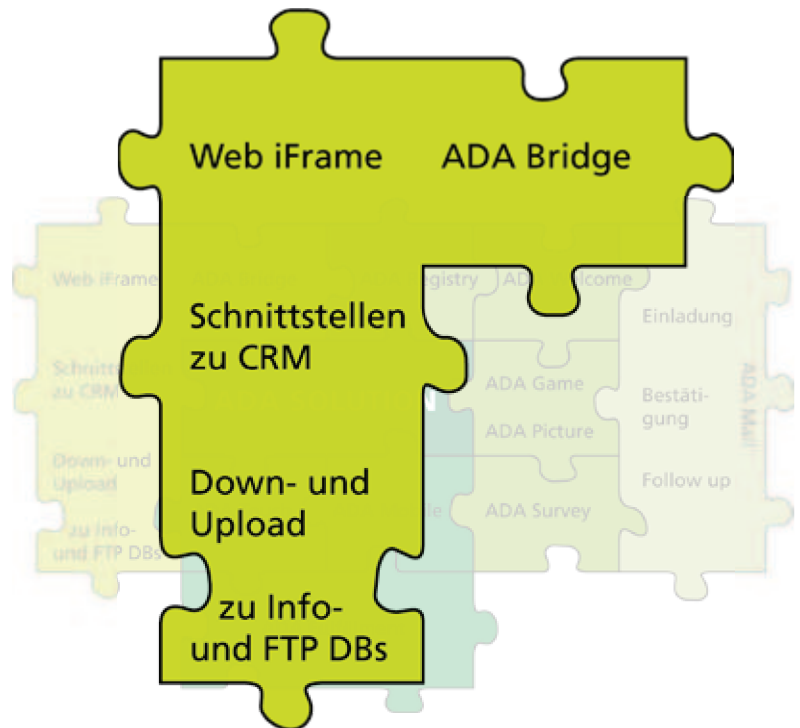 Web iFrame
ADA Bridge
Schnittstellen
zu CRM
Down- und
Upload
zu Info-
und FTP DBs
Web iFrame
Schnittstellen
zu CRM
Down- und
Upload
zu Info-
und FTP DBs
ADA Game
ADA Picture
ADA Survey
Einladung
Bestäti-
gung
Follow up
ADA Mail